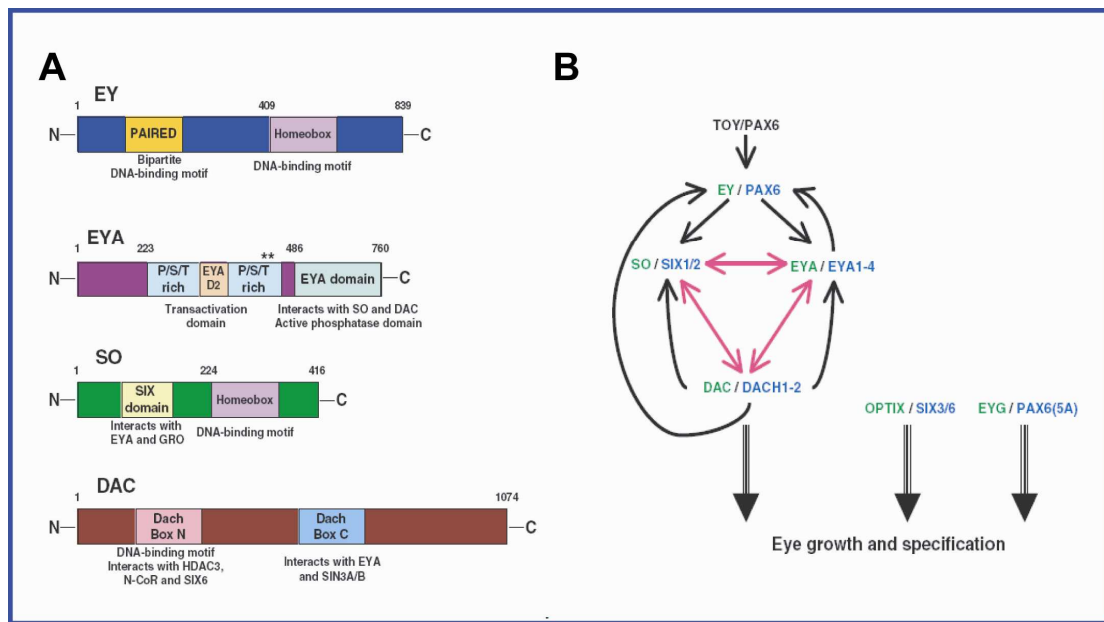 A
EY
1 409 839
N PAIRED Homeobox C
Bipartite
DNA-binding motif
DNA-binding motif
EYA
1 223 ** 486 760
N P/S/T rich EYA D2 P/S/T rich EYA domain C
Transactivation
domain
Interacts with SO and DAC
Active phosphatase domain
SO
1 224 416
N SIX domain Homeobox C
Interacts with
EYA and GRO
DNA-binding motif
DAC
1 1074
N Dach Box N Dach Box C C
DNA-binding motif
Interacts with HDAC3,
N-CoR and SIX6
Interacts with EYA
and SIN3A/B
B
TOY/PAX6
EY / PAX6
SO / SIX1/2
EYA / EYA1-4
DAC / DACH1-2
OPTIX / SIX3/6
EYG / PAX6(5A)
Eye growth and specification